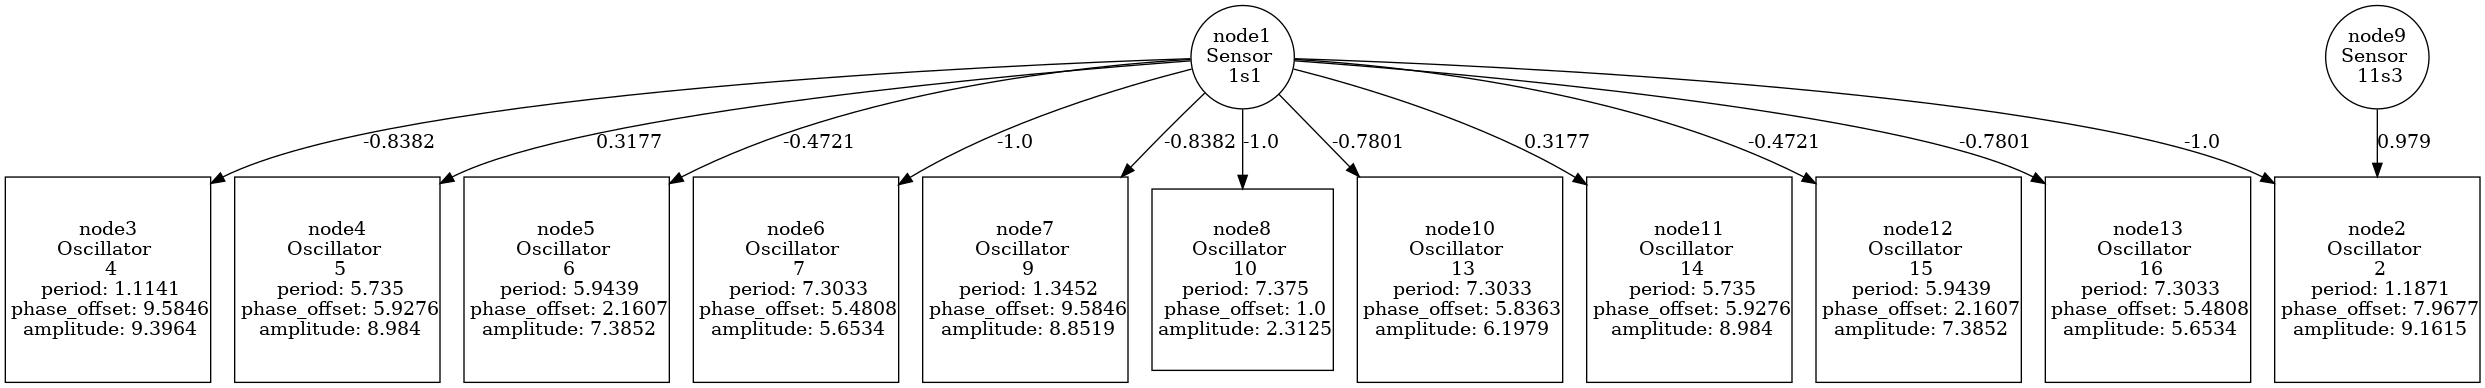 node1
Sensor
1s1
node9
Sensor
11s3
-0.8382
0.3177
-0.4721
-1.0
-0.8382
-1.0
-0.7801
0.3177
-0.4721
-0.7801
-1.0
0.979
node3
Oscillator
4
period: 1.1141
phase_offset: 9.5846
amplitude: 9.3964
node4
Oscillator
5
period: 5.735
phase_offset: 5.9276
amplitude: 8.984
node5
Oscillator
6
period: 5.9439
phase_offset: 2.1607
amplitude: 7.3852
node6
Oscillator
7
period: 7.3033
phase_offset: 5.4808
amplitude: 5.6534
node7
Oscillator
9
period: 1.3452
phase_offset: 9.5846
amplitude: 8.8519
node8
Oscillator
10
period: 7.375
phase_offset: 1.0
amplitude: 2.3125
node10
Oscillator
13
period: 7.3033
phase_offset: 5.8363
amplitude: 6.1979
node11
Oscillator
14
period: 5.735
phase_offset: 5.9276
amplitude: 8.984
node12
Oscillator
15
period: 5.9439
phase_offset: 2.1607
amplitude: 7.3852
node13
Oscillator
16
period: 7.3033
phase_offset: 5.4808
amplitude: 5.6534
node2
Oscillator
2
period: 1.1871
phase_offset: 7.9677
amplitude: 9.1615